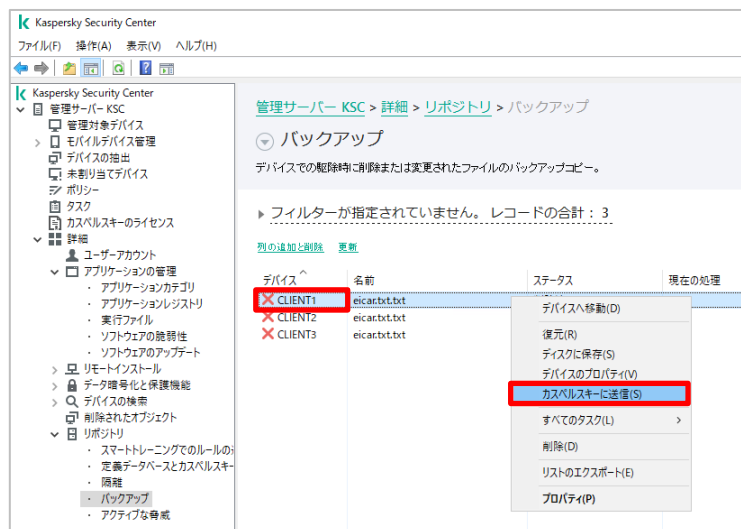 Kaspersky Security Center
ファイル(F) 操作(A) 表示(V) ヘルプ(H)
Kaspersky Security Center
管理サーバー KSC
管理対象デバイス
モバイルデバイス管理
デバイスの抽出
未割り当てデバイス
ポリシー
タスク
カスペルスキーのライセンス
詳細
ユーザーアカウント
アプリケーションの管理
・ アプリケーションカテゴリ
・ アプリケーションレジストリ
・ 実行ファイル
・ ソフトウェアの脆弱性
・ ソフトウェアのアップデート
リモートインストール
データ暗号化と保護機能
デバイスの検索
削除されたオブジェクト
リポジトリ
・ スマートトレーニングでのルールの
・ 定義データベースとカスペルスキー
・ 隔離
・ バックアップ
・ アクティブな脅威
管理サーバー KSC > 詳細 > リポジトリ > バックアップ
バックアップ
デバイスでの駆除時に削除または変更されたファイルのバックアップコピー。
フィルターが指定されていません。 レコードの合計： 3
列の追加と削除 更新
デバイス 名前 ステータス 現在の処理
CLIENT1 eicar.txt.txt
CLIENT2 eicar.txt.txt
CLIENT3 eicar.txt.txt
デバイスへ移動(D)
復元(R)
ディスクに保存(S)
デバイスのプロパティ(V)
カスペルスキーに送信(S)
すべてのタスク(L)
削除(D)
リストのエクスポート(E)
プロパティ(P)